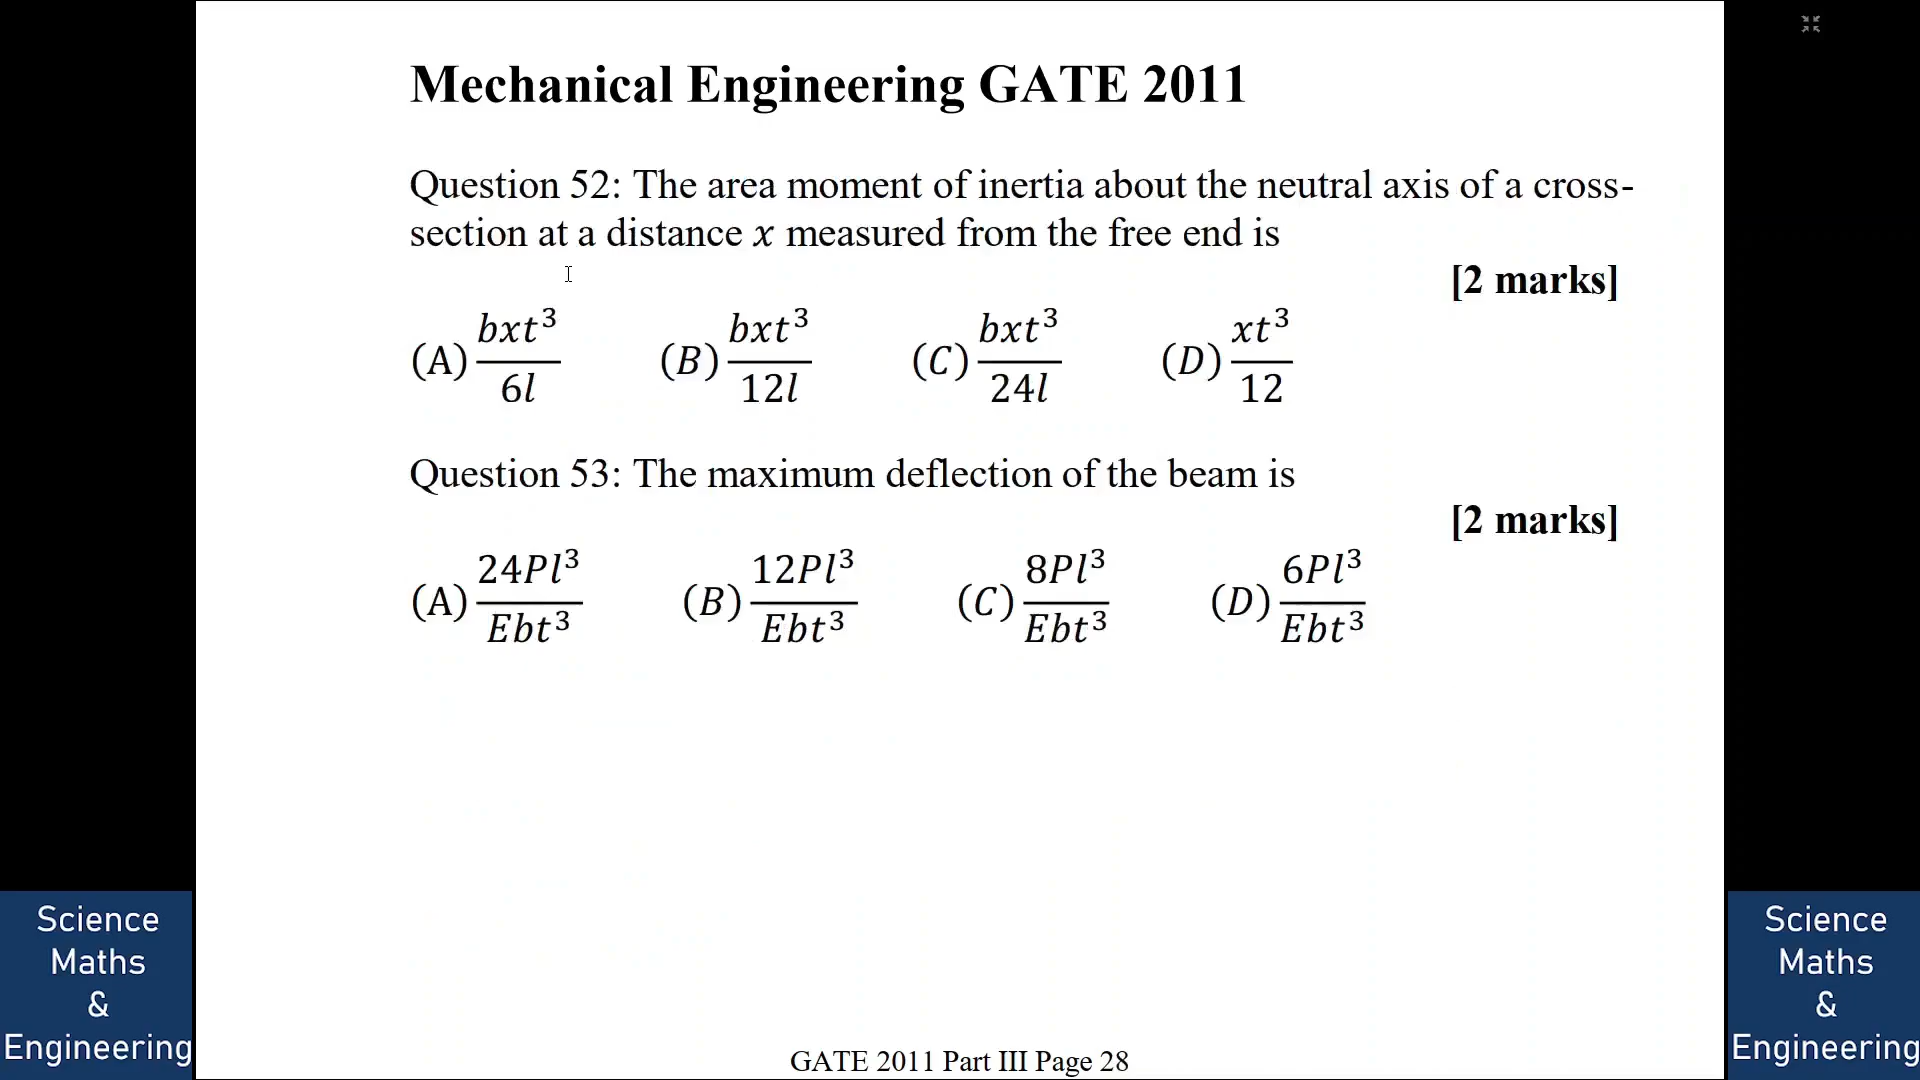 Mechanical Engineering GATE 2011
Question 52: The area moment of inertia about the neutral axis of a cross-
section at a distance x measured from the free end is
[2 marks]
(A) bxt³/6l (B) bxt³/12l (C) bxt³/24l (D) xt³/12
Question 53: The maximum deflection of the beam is
[2 marks]
(A) 24Pl³/Ebt³ (B) 12Pl³/Ebt³ (C) 8Pl³/Ebt³ (D) 6Pl³/Ebt³
Science
Maths
&
Engineering
Science
Maths
&
Engineering
GATE 2011 Part III Page 28